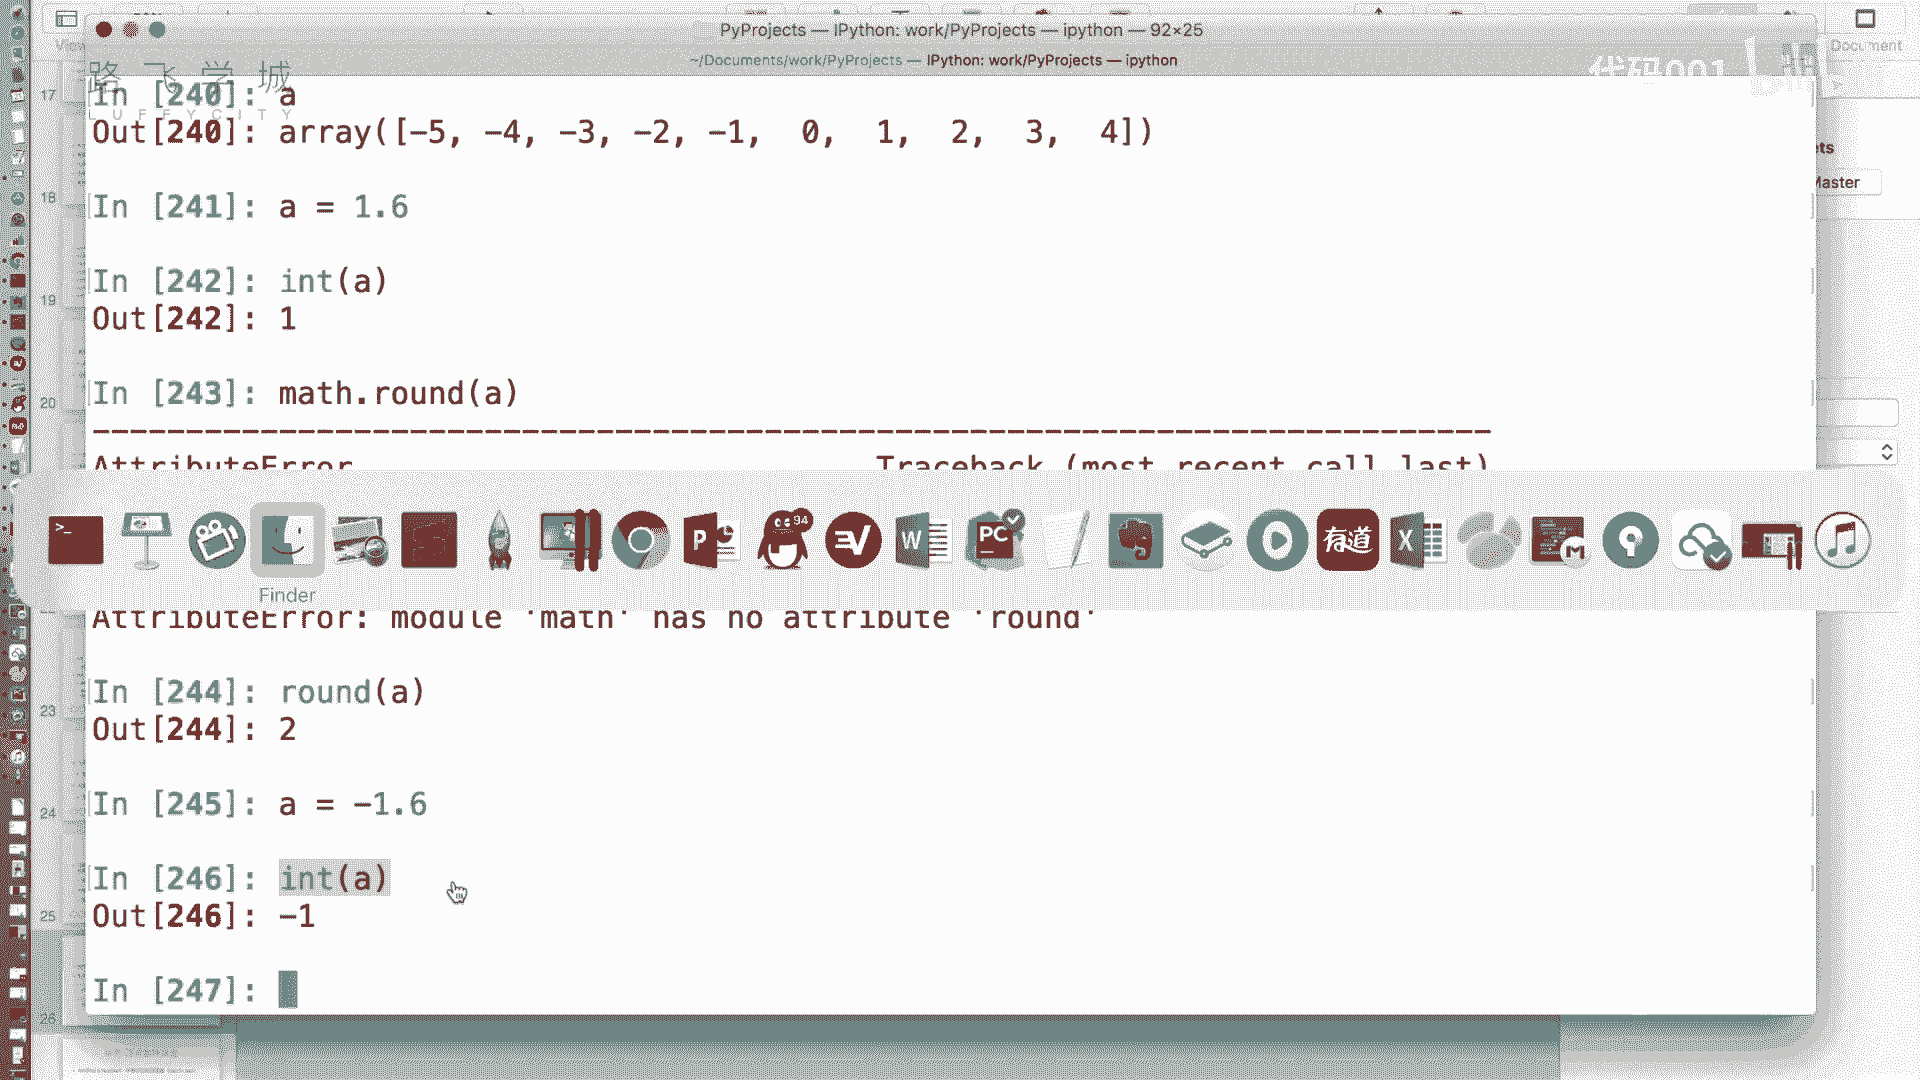 PyProjects — IPython: work/PyProjects — ipython — 92×25
~/Documents/work/PyProjects — IPython: work/PyProjects — ipython
Document
路飞学城
LUFFYCITY
代码001
17
In [240]: a
Out[240]: array([-5, -4, -3, -2, -1,  0,  1,  2,  3,  4])
Master
18
In [241]: a = 1.6
In [242]: int(a)
19
Out[242]: 1
20
In [243]: math.round(a)
AttributeError Traceback (most recent call last)
94
有道
Finder
AttributeError: module 'math' has no attribute 'round'
In [244]: round(a)
23
Out[244]: 2
In [245]: a = -1.6
24
In [246]: int(a)
25
Out[246]: -1
In [247]:
26